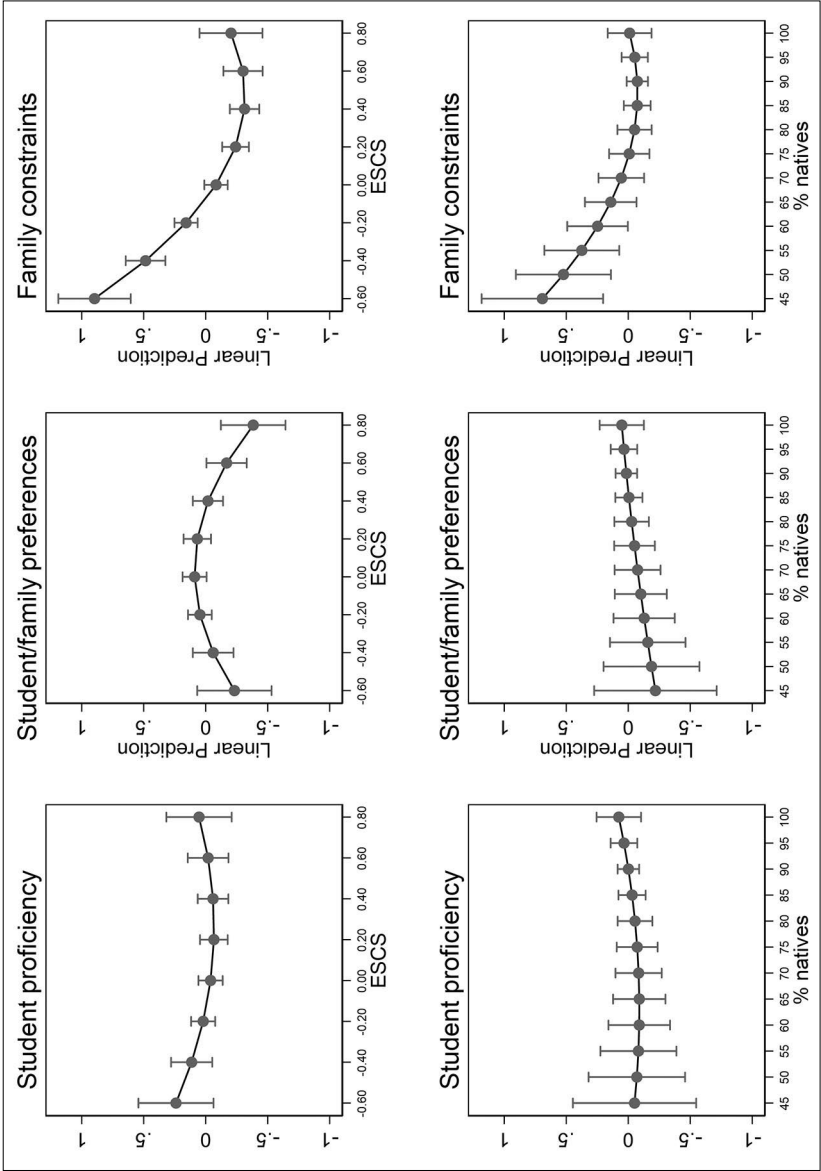 Student proficiency
1
.5
0
-.5
-1
-0.60 -0.40 -0.20 0.00 0.20 0.40 0.60 0.80
ESCS
Student/family preferences
Linear Prediction
1
.5
0
-.5
-1
-0.60 -0.40 -0.20 0.00 0.20 0.40 0.60 0.80
ESCS
Family constraints
Linear Prediction
1
.5
0
-.5
-1
-0.60 -0.40 -0.20 0.00 0.20 0.40 0.60 0.80
ESCS
Student proficiency
1
.5
0
-.5
-1
45 50 55 60 65 70 75 80 85 90 95 100
% natives
Student/family preferences
Linear Prediction
1
.5
0
-.5
-1
45 50 55 60 65 70 75 80 85 90 95 100
% natives
Family constraints
Linear Prediction
1
.5
0
-.5
-1
45 50 55 60 65 70 75 80 85 90 95 100
% natives